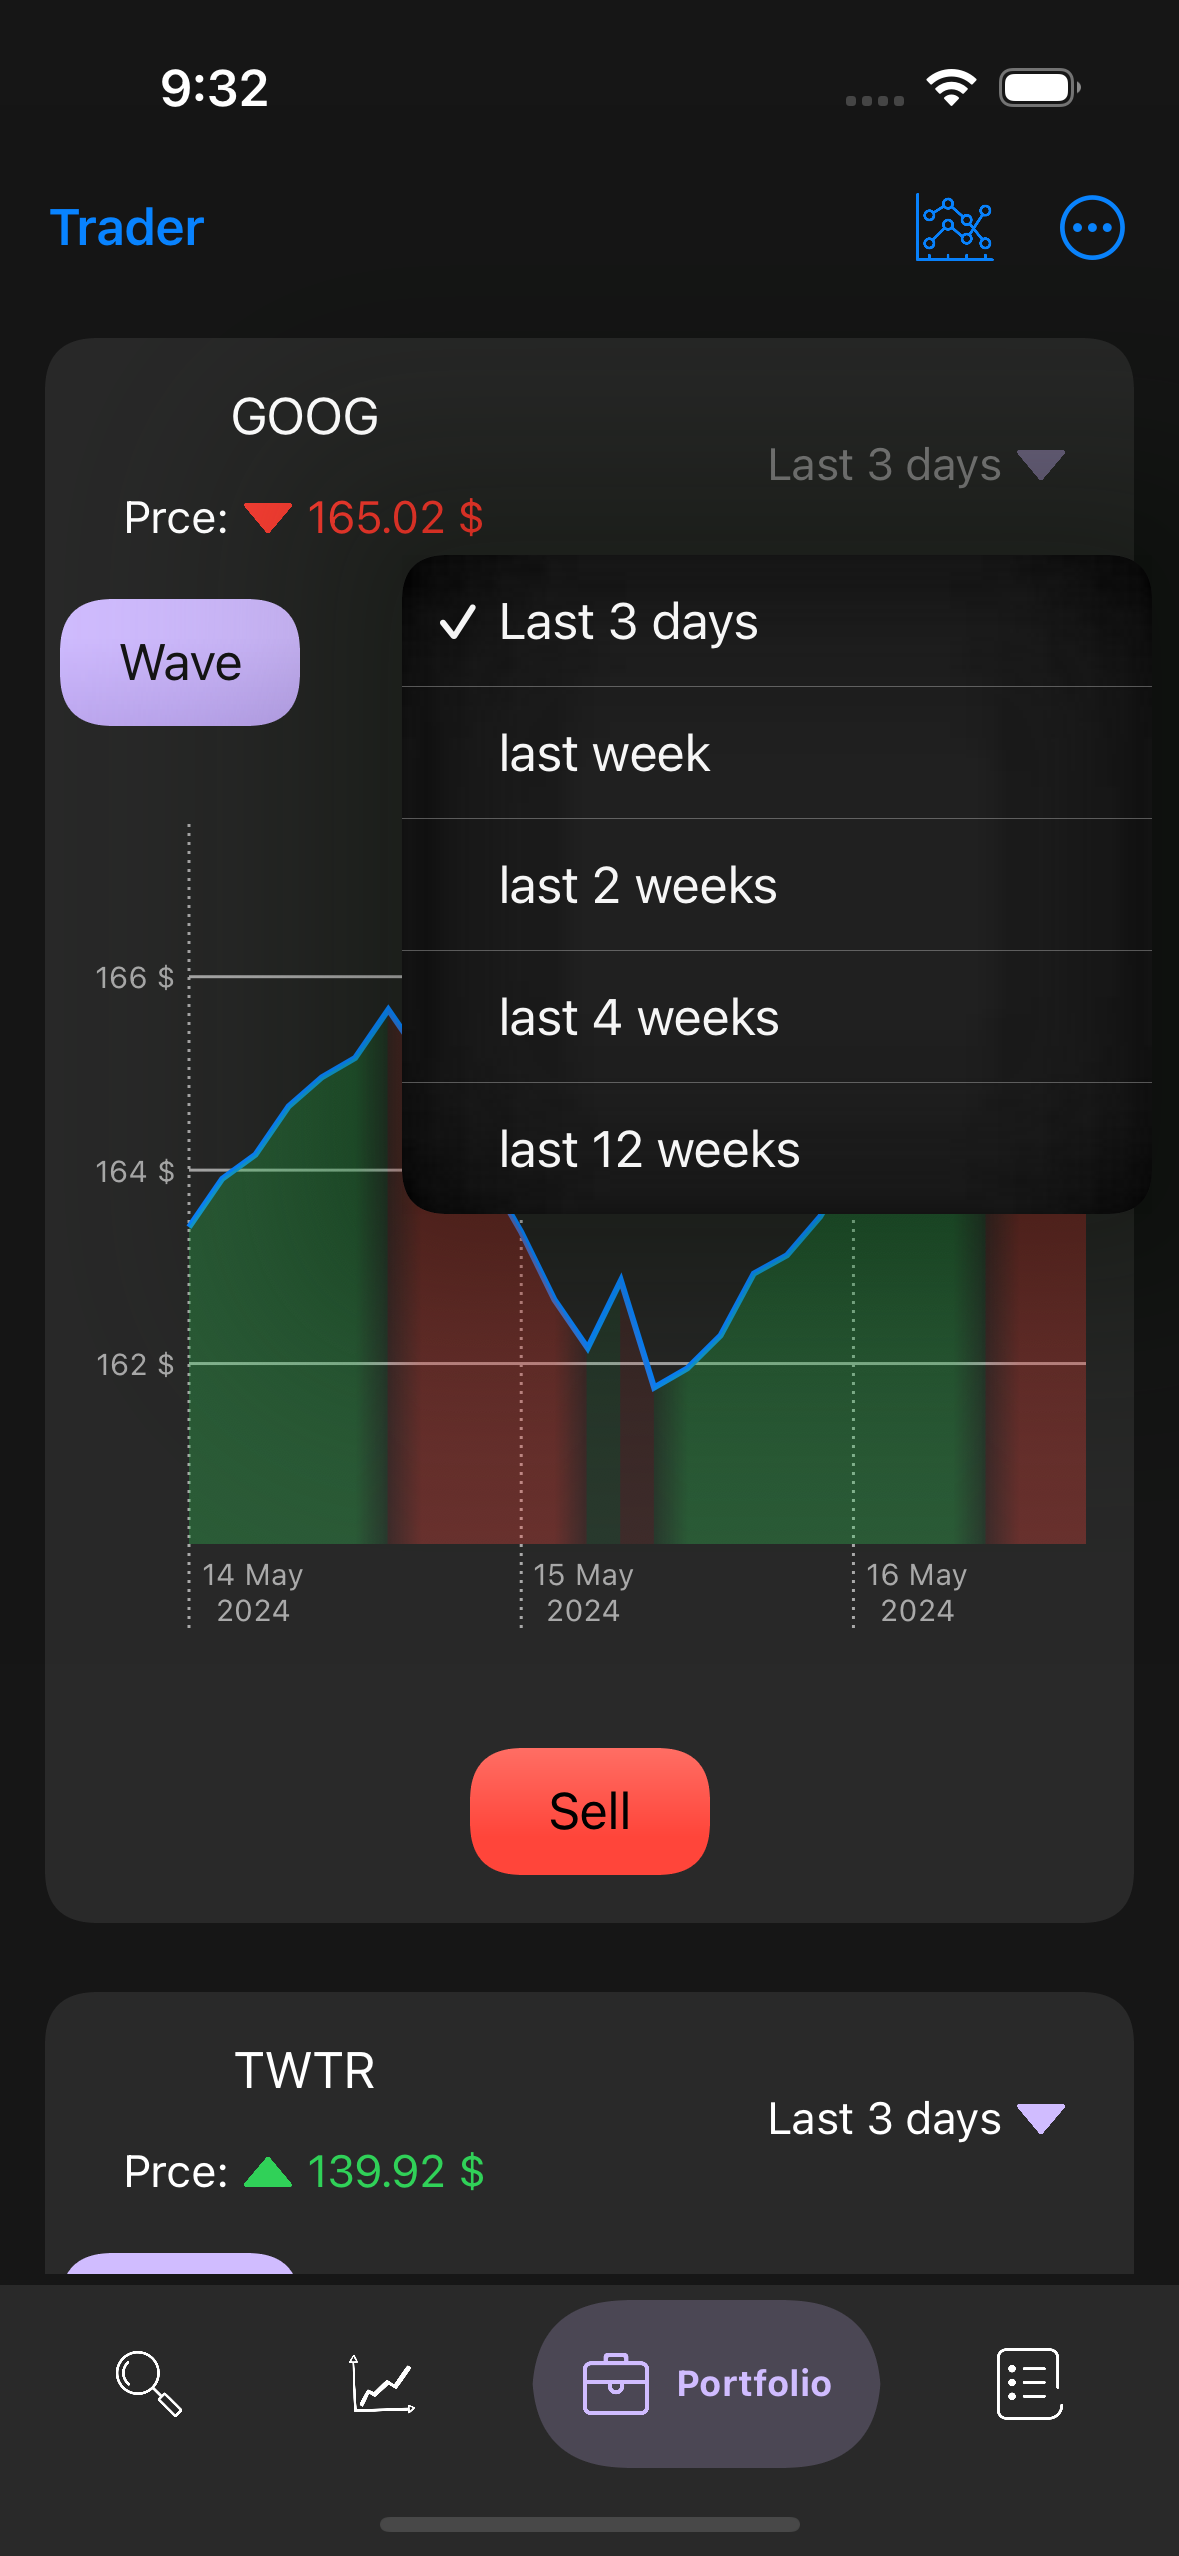 9:32
Trader
GOOG
Last 3 days
Prce: 165.02 $
Wave
Last 3 days
last week
last 2 weeks
last 4 weeks
last 12 weeks
166 $
164 $
162 $
14 May
2024
15 May
2024
16 May
2024
Sell
TWTR
Last 3 days
Prce: 139.92 $
Portfolio